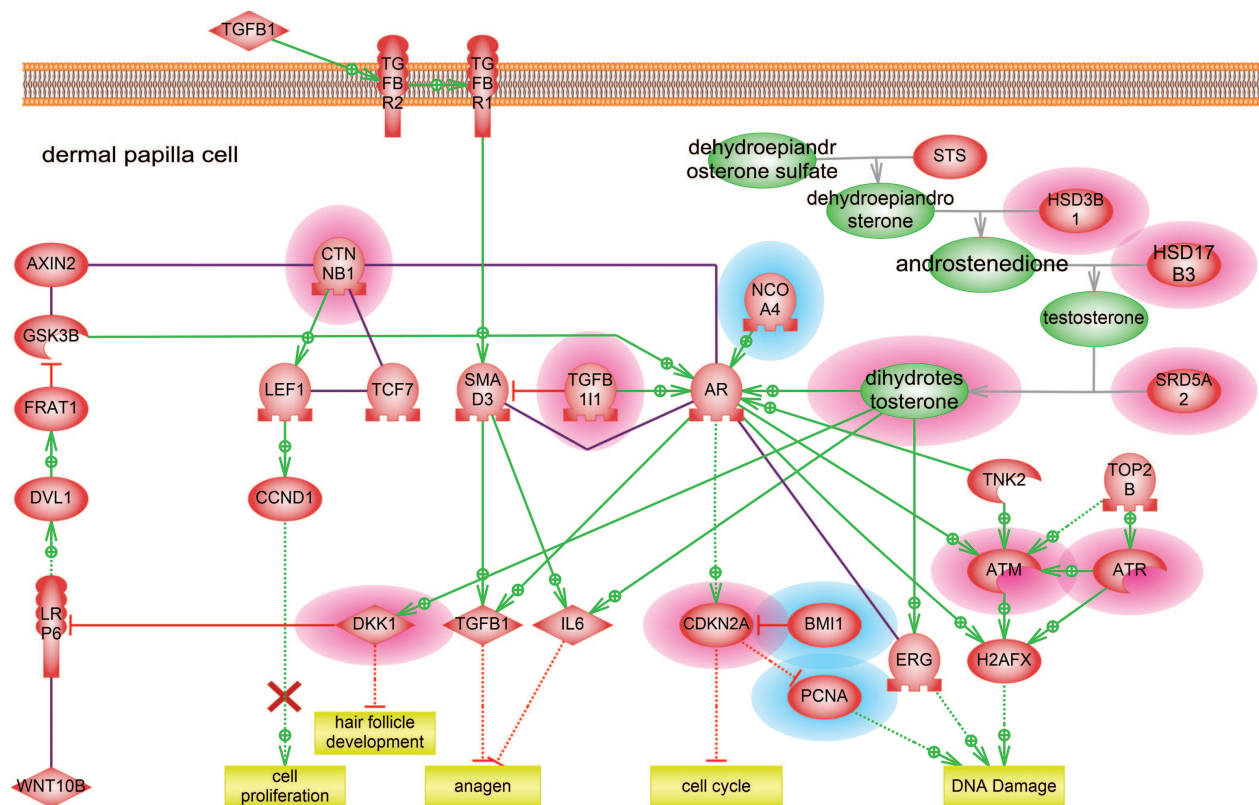 TGFB1
TG
FB
R2
TG
FB
R1
dermal papilla cell
dehydroepiandr
osterone sulfate
STS
dehydroepiandro
sterone
HSD3B
1
androstenedione
HSD17
B3
testosterone
SRD5A
2
AXIN2
CTN
NB1
NCO
A4
GSK3B
LEF1
TCF7
SMA
D3
TGFB
1I1
AR
dihydrotes
tosterone
FRAT1
DVL1
CCND1
TNK2
TOP2
B
ATM
ATR
LR
P6
DKK1
TGFB1
IL6
CDKN2A
BMI1
ERG
H2AFX
PCNA
hair follicle
development
WNT10B
cell
proliferation
anagen
cell cycle
DNA Damage